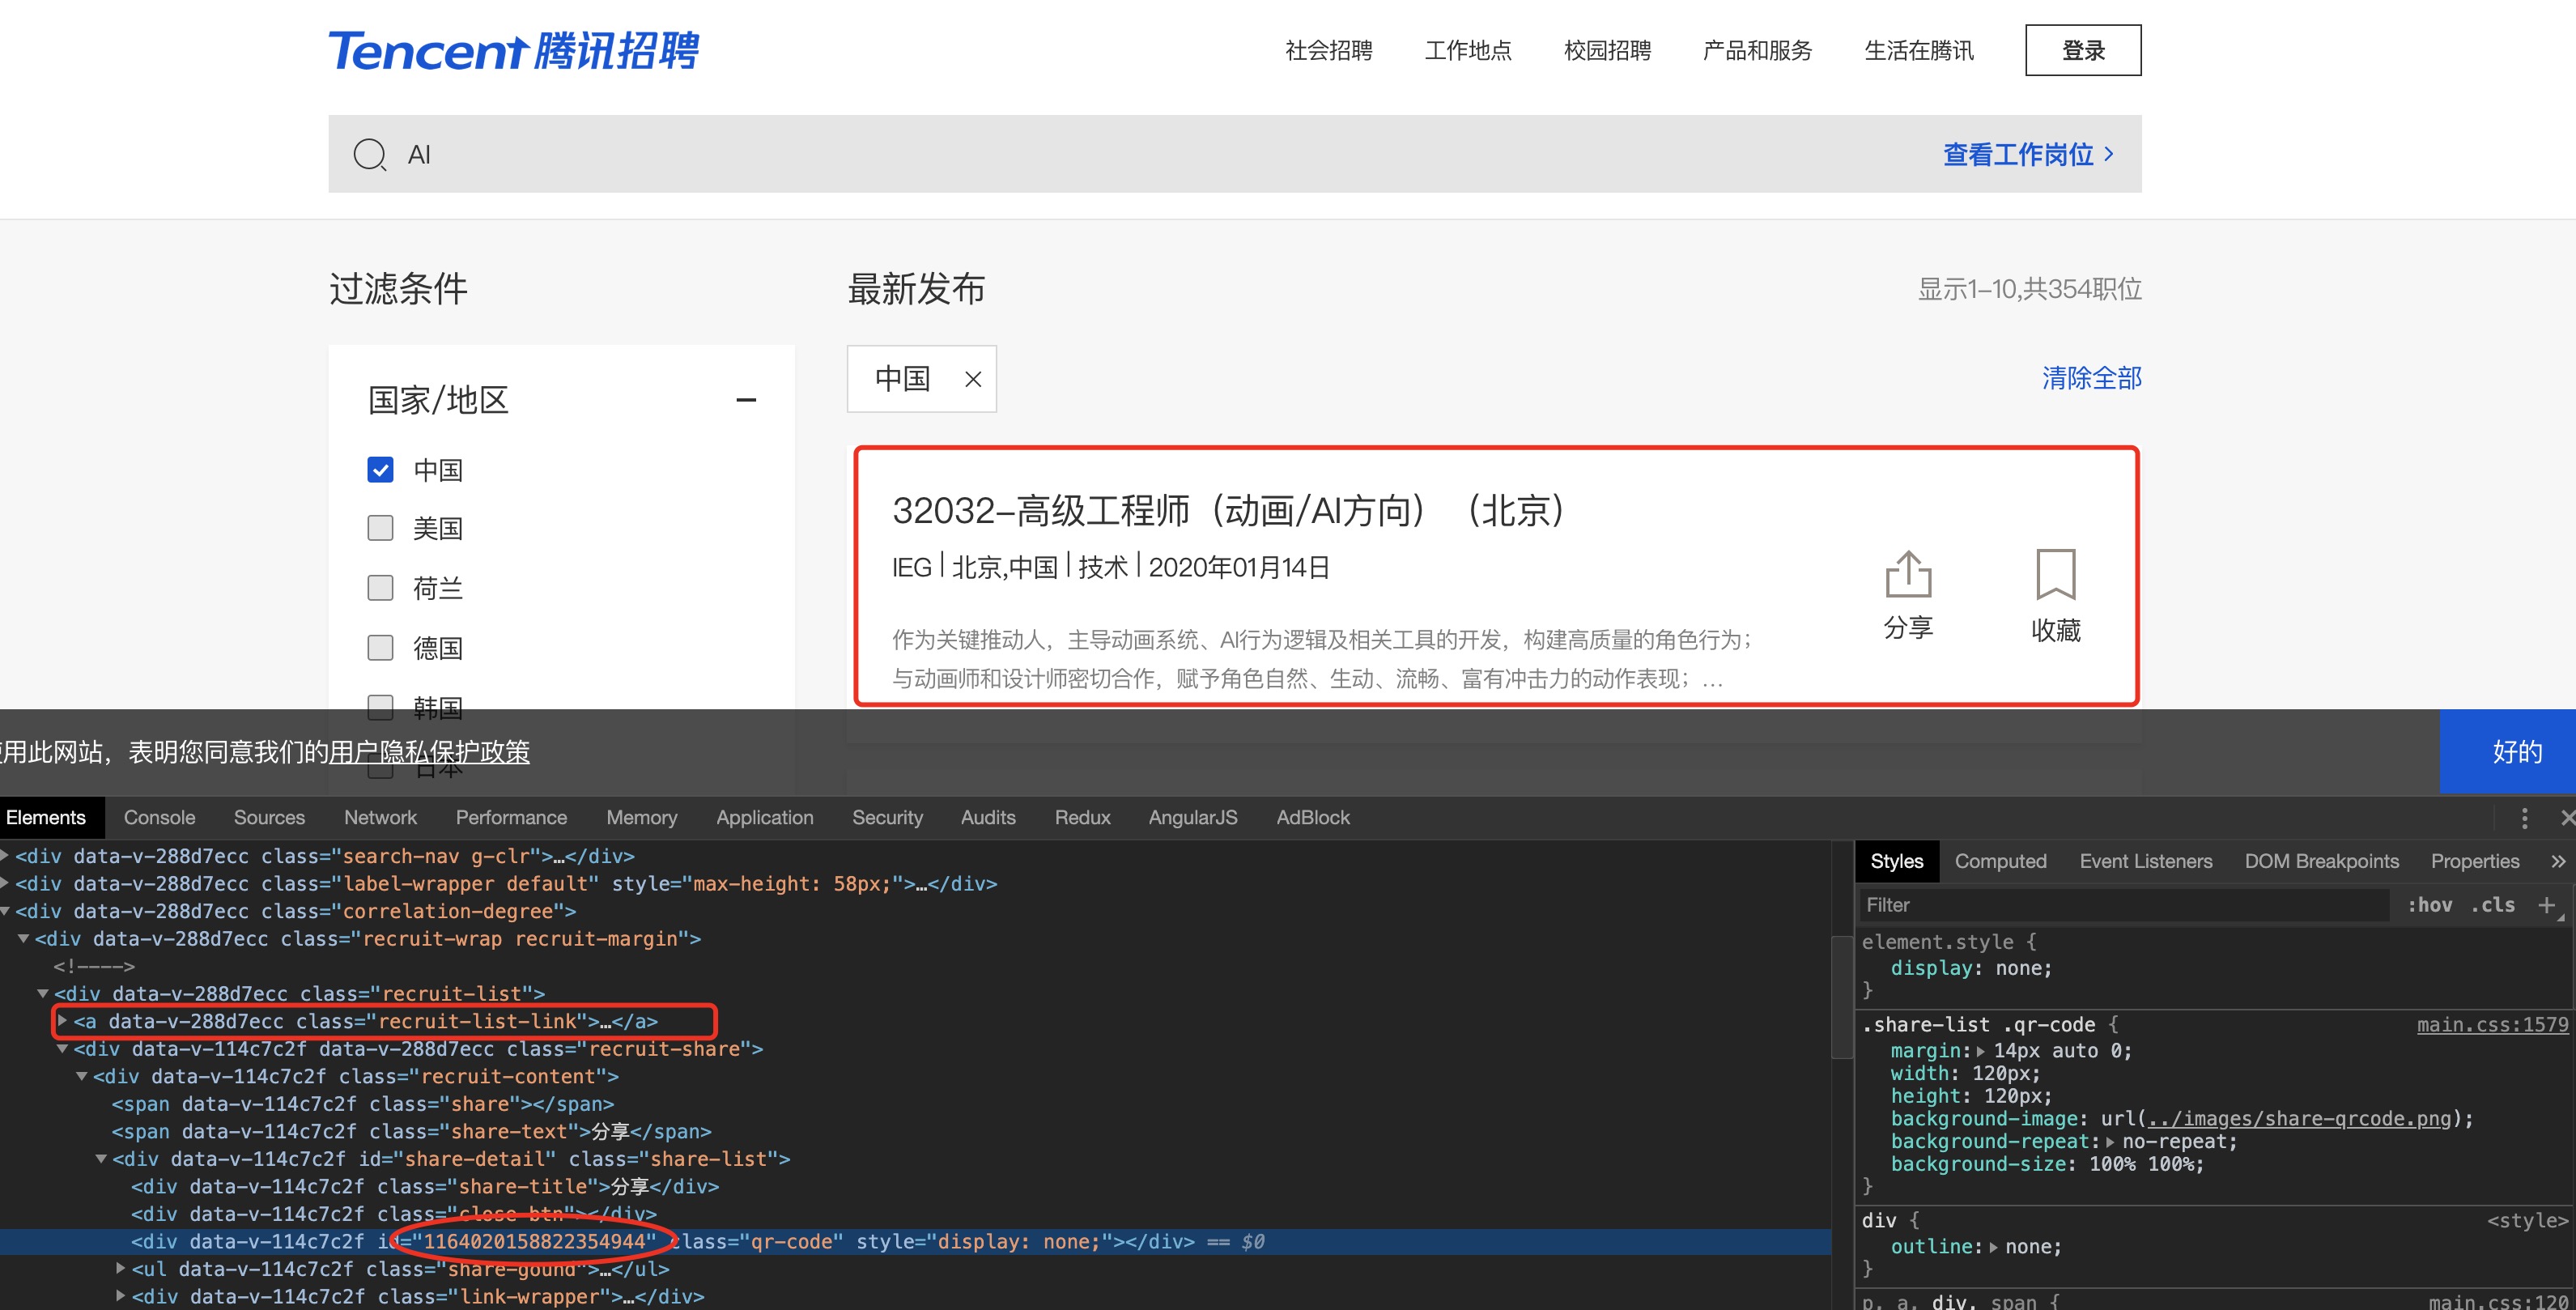 Tencent 腾讯招聘
社会招聘 工作地点 校园招聘 产品和服务 生活在腾讯 登录
AI 查看工作岗位 >
过滤条件
最新发布
显示1-10,共354职位
国家/地区
中国
美国
荷兰
德国
韩国
日本
中国 ×
清除全部
32032-高级工程师（动画/AI方向）（北京）
IEG | 北京,中国 | 技术 | 2020年01月14日
作为关键推动人，主导动画系统、AI行为逻辑及相关工具的开发，构建高质量的角色行为；
与动画师和设计师密切合作，赋予角色自然、生动、流畅、富有冲击力的动作表现；...
分享
收藏
用此网站，表明您同意我们的用户隐私保护政策
好的
Elements Console Sources Network Performance Memory Application Security Audits Redux AngularJS AdBlock
<div data-v-288d7ecc class="search-nav g-clr">…</div>
<div data-v-288d7ecc class="label-wrapper default" style="max-height: 58px;">…</div>
<div data-v-288d7ecc class="correlation-degree">
<div data-v-288d7ecc class="recruit-wrap recruit-margin">
<!---->
<div data-v-288d7ecc class="recruit-list">
<a data-v-288d7ecc class="recruit-list-link">…</a>
<div data-v-114c7c2f data-v-288d7ecc class="recruit-share">
<div data-v-114c7c2f class="recruit-content">
<span data-v-114c7c2f class="share"></span>
<span data-v-114c7c2f class="share-text">分享</span>
<div data-v-114c7c2f id="share-detail" class="share-list">
<div data-v-114c7c2f class="share-title">分享</div>
<div data-v-114c7c2f class="close-btn"></div>
<div data-v-114c7c2f id="1164020158822354944" class="qr-code" style="display: none;"></div> == $0
<ul data-v-114c7c2f class="share-gound">…</ul>
<div data-v-114c7c2f class="link-wrapper">…</div>
Styles Computed Event Listeners DOM Breakpoints Properties »
Filter :hov .cls +
element.style {
display: none;
}
.share-list .qr-code { main.css:1579
margin: 14px auto 0;
width: 120px;
height: 120px;
background-image: url(../images/share-qrcode.png);
background-repeat: no-repeat;
background-size: 100% 100%;
}
div { <style>
outline: none;
}
p, a, div, span { main.css:120